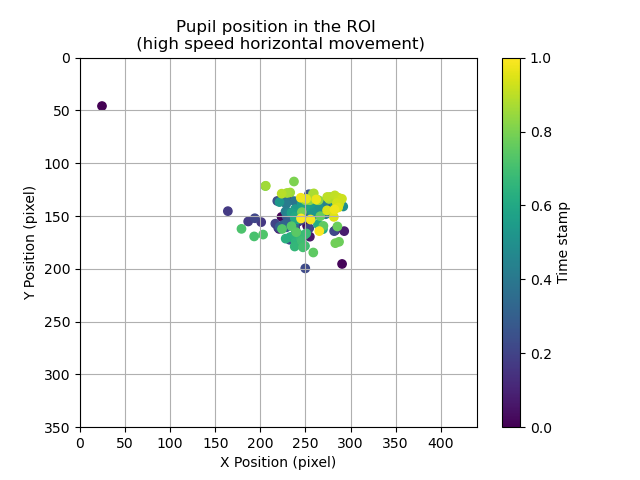 Pupil position in the ROI
(high speed horizontal movement)
0
50
100
150
200
250
300
350
Y Position (pixel)
0 50 100 150 200 250 300 350 400
X Position (pixel)
1.0
0.8
0.6
0.4
0.2
0.0
Time stamp